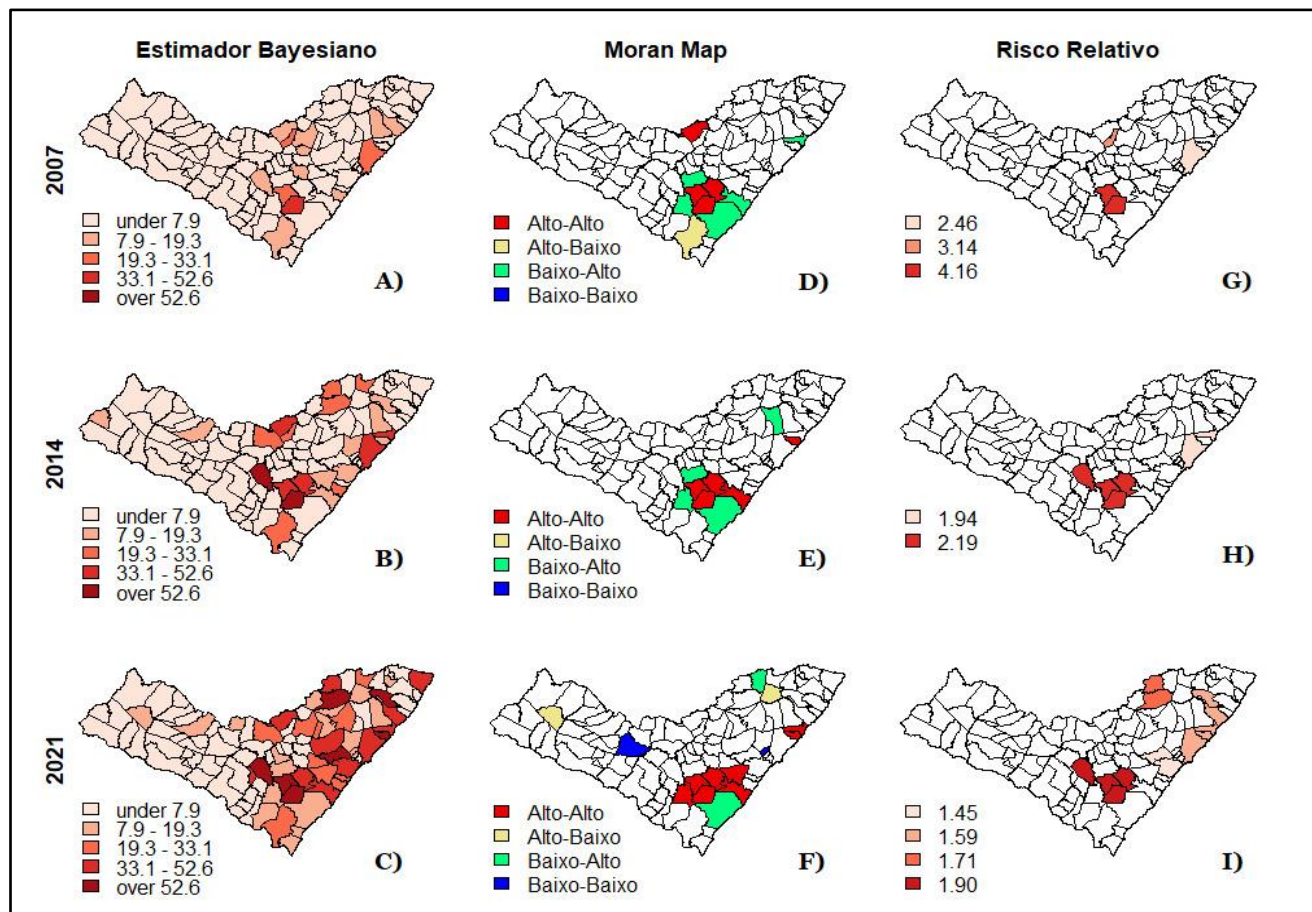 Estimador Bayesiano
Moran Map
Risco Relativo
2007
under 7.9
7.9 - 19.3
19.3 - 33.1
33.1 - 52.6
over 52.6
A)
Alto-Alto
Alto-Baixo
Baixo-Alto
Baixo-Baixo
D)
2.46
3.14
4.16
G)
2014
under 7.9
7.9 - 19.3
19.3 - 33.1
33.1 - 52.6
over 52.6
B)
Alto-Alto
Alto-Baixo
Baixo-Alto
Baixo-Baixo
E)
1.94
2.19
H)
2021
under 7.9
7.9 - 19.3
19.3 - 33.1
33.1 - 52.6
over 52.6
C)
Alto-Alto
Alto-Baixo
Baixo-Alto
Baixo-Baixo
F)
1.45
1.59
1.71
1.90
I)